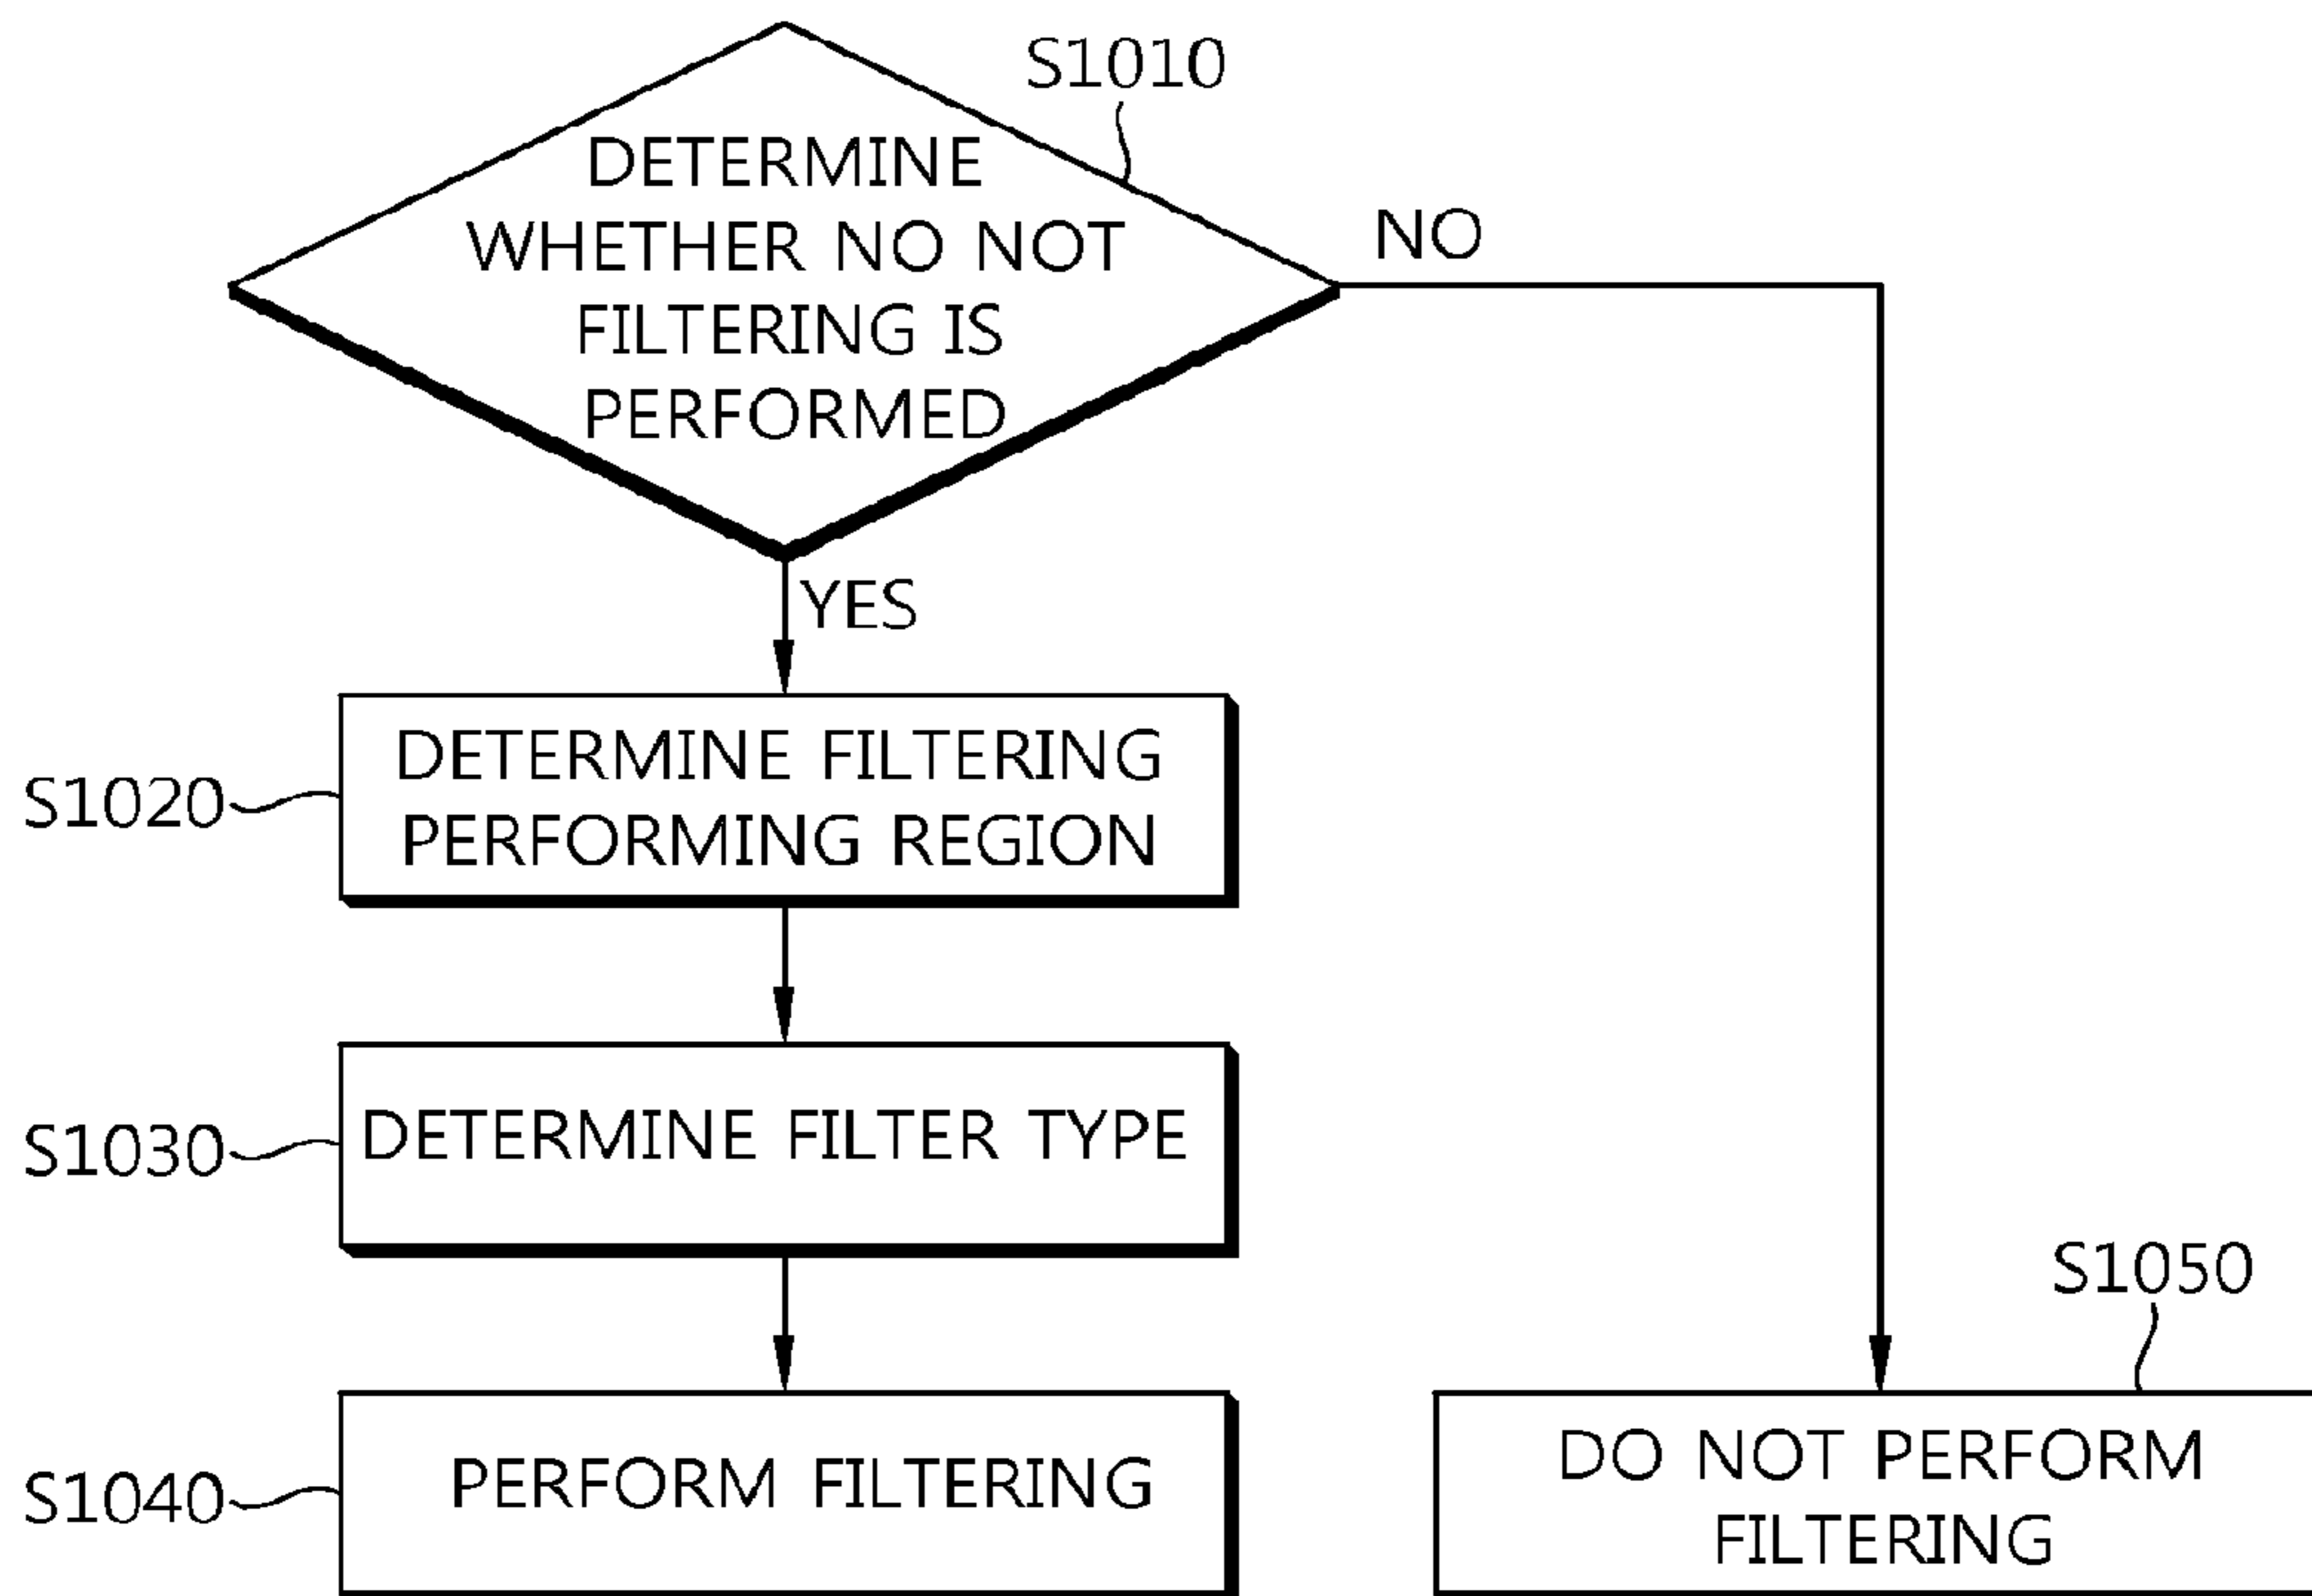 S1010
DETERMINE
WHETHER NO NOT
FILTERING IS
PERFORMED
NO
YES
S1020
DETERMINE FILTERING
PERFORMING REGION
S1030
DETERMINE FILTER TYPE
S1040
PERFORM FILTERING
S1050
DO NOT PERFORM
FILTERING